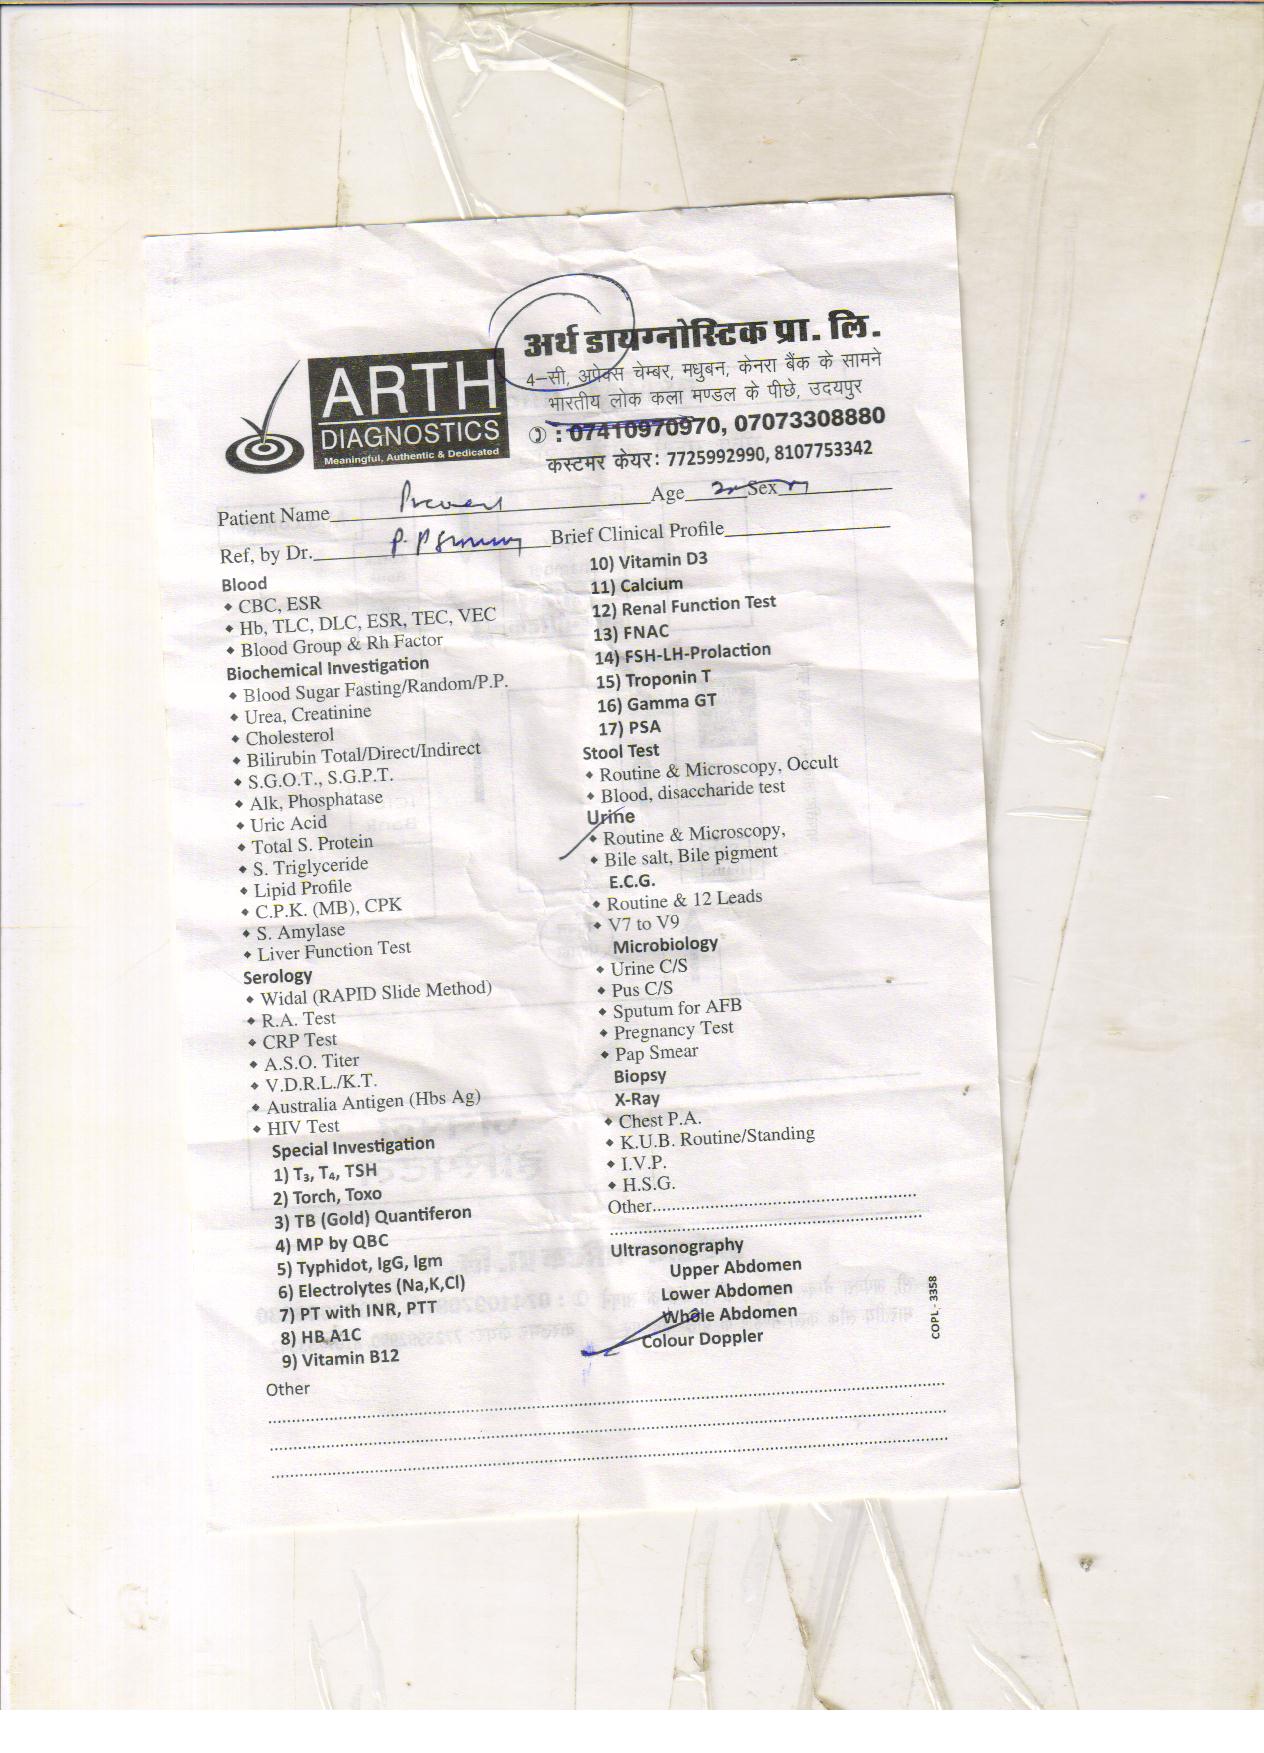 अर्थ डायग्नोस्टिक प्रा. लि.
4–सी, अपेक्स चेम्बर, मधुबन, केनरा बैंक के सामने
भारतीय लोक कला मण्डल के पीछे, उदयपुर
✆ : 07410970970, 07073308880
कस्टमर केयर: 7725992990, 8107753342
ARTH
DIAGNOSTICS
Meaningful, Authentic & Dedicated
Patient Name Age Sex M
Ref, by Dr. P. P Brief Clinical Profile
Blood
◆ CBC, ESR
◆ Hb, TLC, DLC, ESR, TEC, VEC
◆ Blood Group & Rh Factor
Biochemical Investigation
◆ Blood Sugar Fasting/Random/P.P.
◆ Urea, Creatinine
◆ Cholesterol
◆ Bilirubin Total/Direct/Indirect
◆ S.G.O.T., S.G.P.T.
◆ Alk, Phosphatase
◆ Uric Acid
◆ Total S. Protein
◆ S. Triglyceride
◆ Lipid Profile
◆ C.P.K. (MB), CPK
◆ S. Amylase
◆ Liver Function Test
Serology
◆ Widal (RAPID Slide Method)
◆ R.A. Test
◆ CRP Test
◆ A.S.O. Titer
◆ V.D.R.L./K.T.
◆ Australia Antigen (Hbs Ag)
◆ HIV Test
Special Investigation
1) T₃, T₄, TSH
2) Torch, Toxo
3) TB (Gold) Quantiferon
4) MP by QBC
5) Typhidot, IgG, Igm
6) Electrolytes (Na,K,Cl)
7) PT with INR, PTT
8) HB A1C
9) Vitamin B12
10) Vitamin D3
11) Calcium
12) Renal Function Test
13) FNAC
14) FSH-LH-Prolaction
15) Troponin T
16) Gamma GT
17) PSA
Stool Test
◆ Routine & Microscopy, Occult
◆ Blood, disaccharide test
Urine
◆ Routine & Microscopy,
◆ Bile salt, Bile pigment
E.C.G.
◆ Routine & 12 Leads
◆ V7 to V9
Microbiology
◆ Urine C/S
◆ Pus C/S
◆ Sputum for AFB
◆ Pregnancy Test
◆ Pap Smear
Biopsy
X-Ray
◆ Chest P.A.
◆ K.U.B. Routine/Standing
◆ I.V.P.
◆ H.S.G.
Other
Ultrasonography
Upper Abdomen
Lower Abdomen
Whole Abdomen
Colour Doppler
COPL - 3358
Other